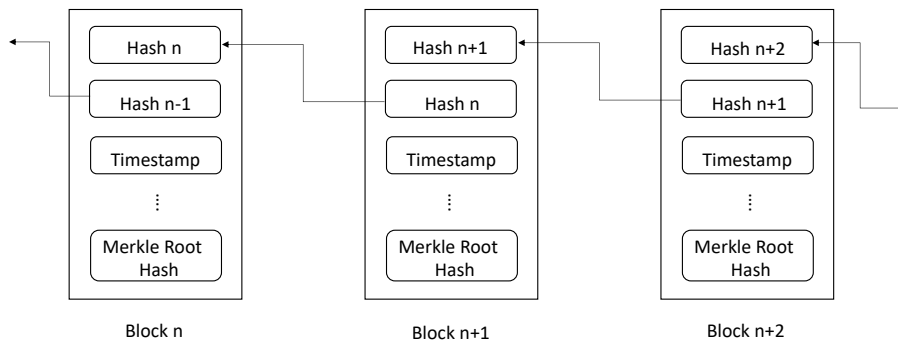 Hash n
Hash n-1
Timestamp
Merkle Root
Hash
Block n
Hash n+1
Hash n
Timestamp
Merkle Root
Hash
Block n+1
Hash n+2
Hash n+1
Timestamp
Merkle Root
Hash
Block n+2